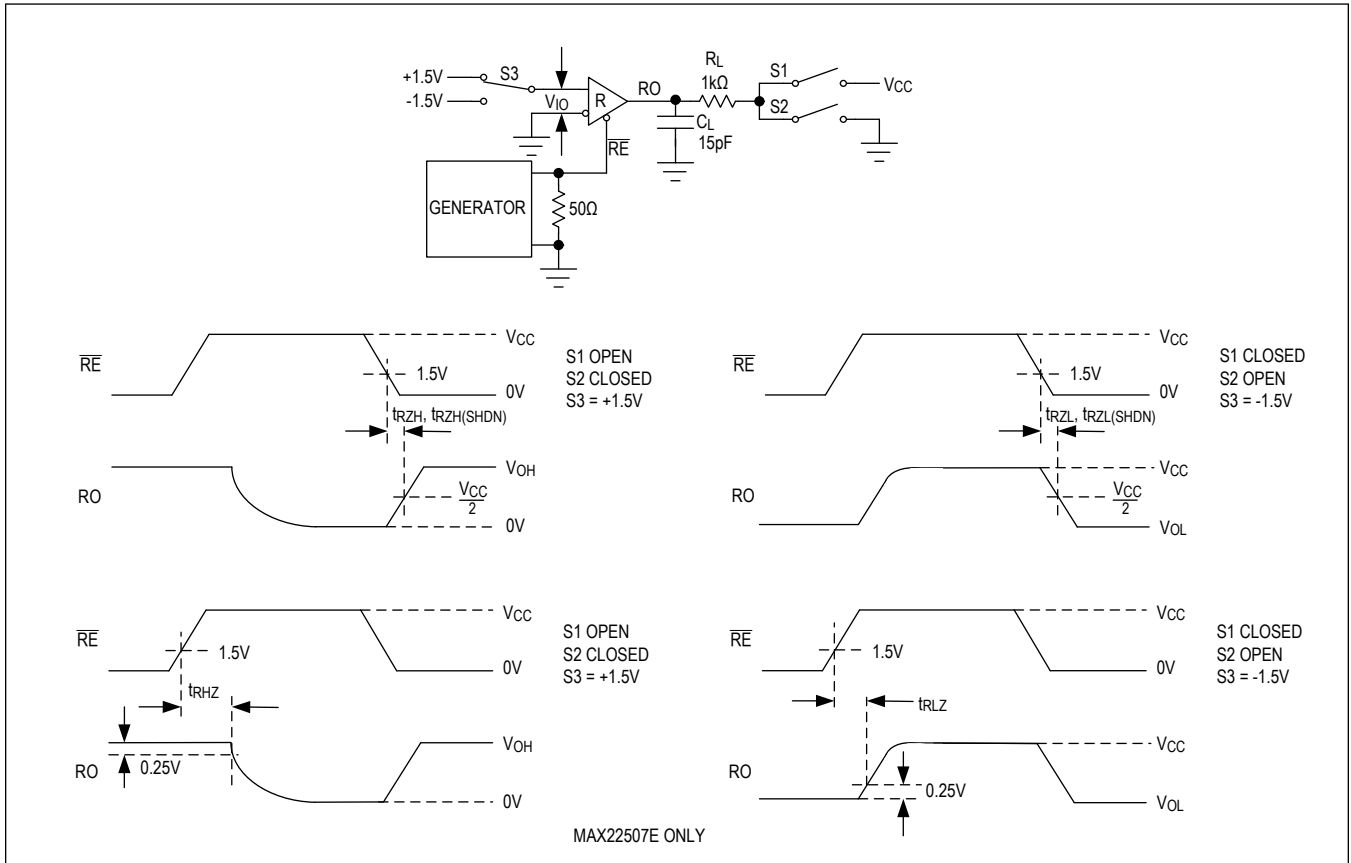 +1.5V
-1.5V
S3
VIO
R
RO
RE
RL
1kΩ
CL
15pF
S1
S2
VCC
GENERATOR
50Ω
RE
VCC
1.5V
0V
S1 OPEN
S2 CLOSED
S3 = +1.5V
tRZH, tRZH(SHDN)
RO
VOH
VCC
2
0V
RE
VCC
1.5V
0V
S1 CLOSED
S2 OPEN
S3 = -1.5V
tRZL, tRZL(SHDN)
RO
VCC
VCC
2
VOL
RE
VCC
1.5V
0V
S1 OPEN
S2 CLOSED
S3 = +1.5V
tRHZ
RO
0.25V
VOH
0V
RE
VCC
1.5V
0V
S1 CLOSED
S2 OPEN
S3 = -1.5V
tRLZ
RO
VCC
0.25V
VOL
MAX22507E ONLY